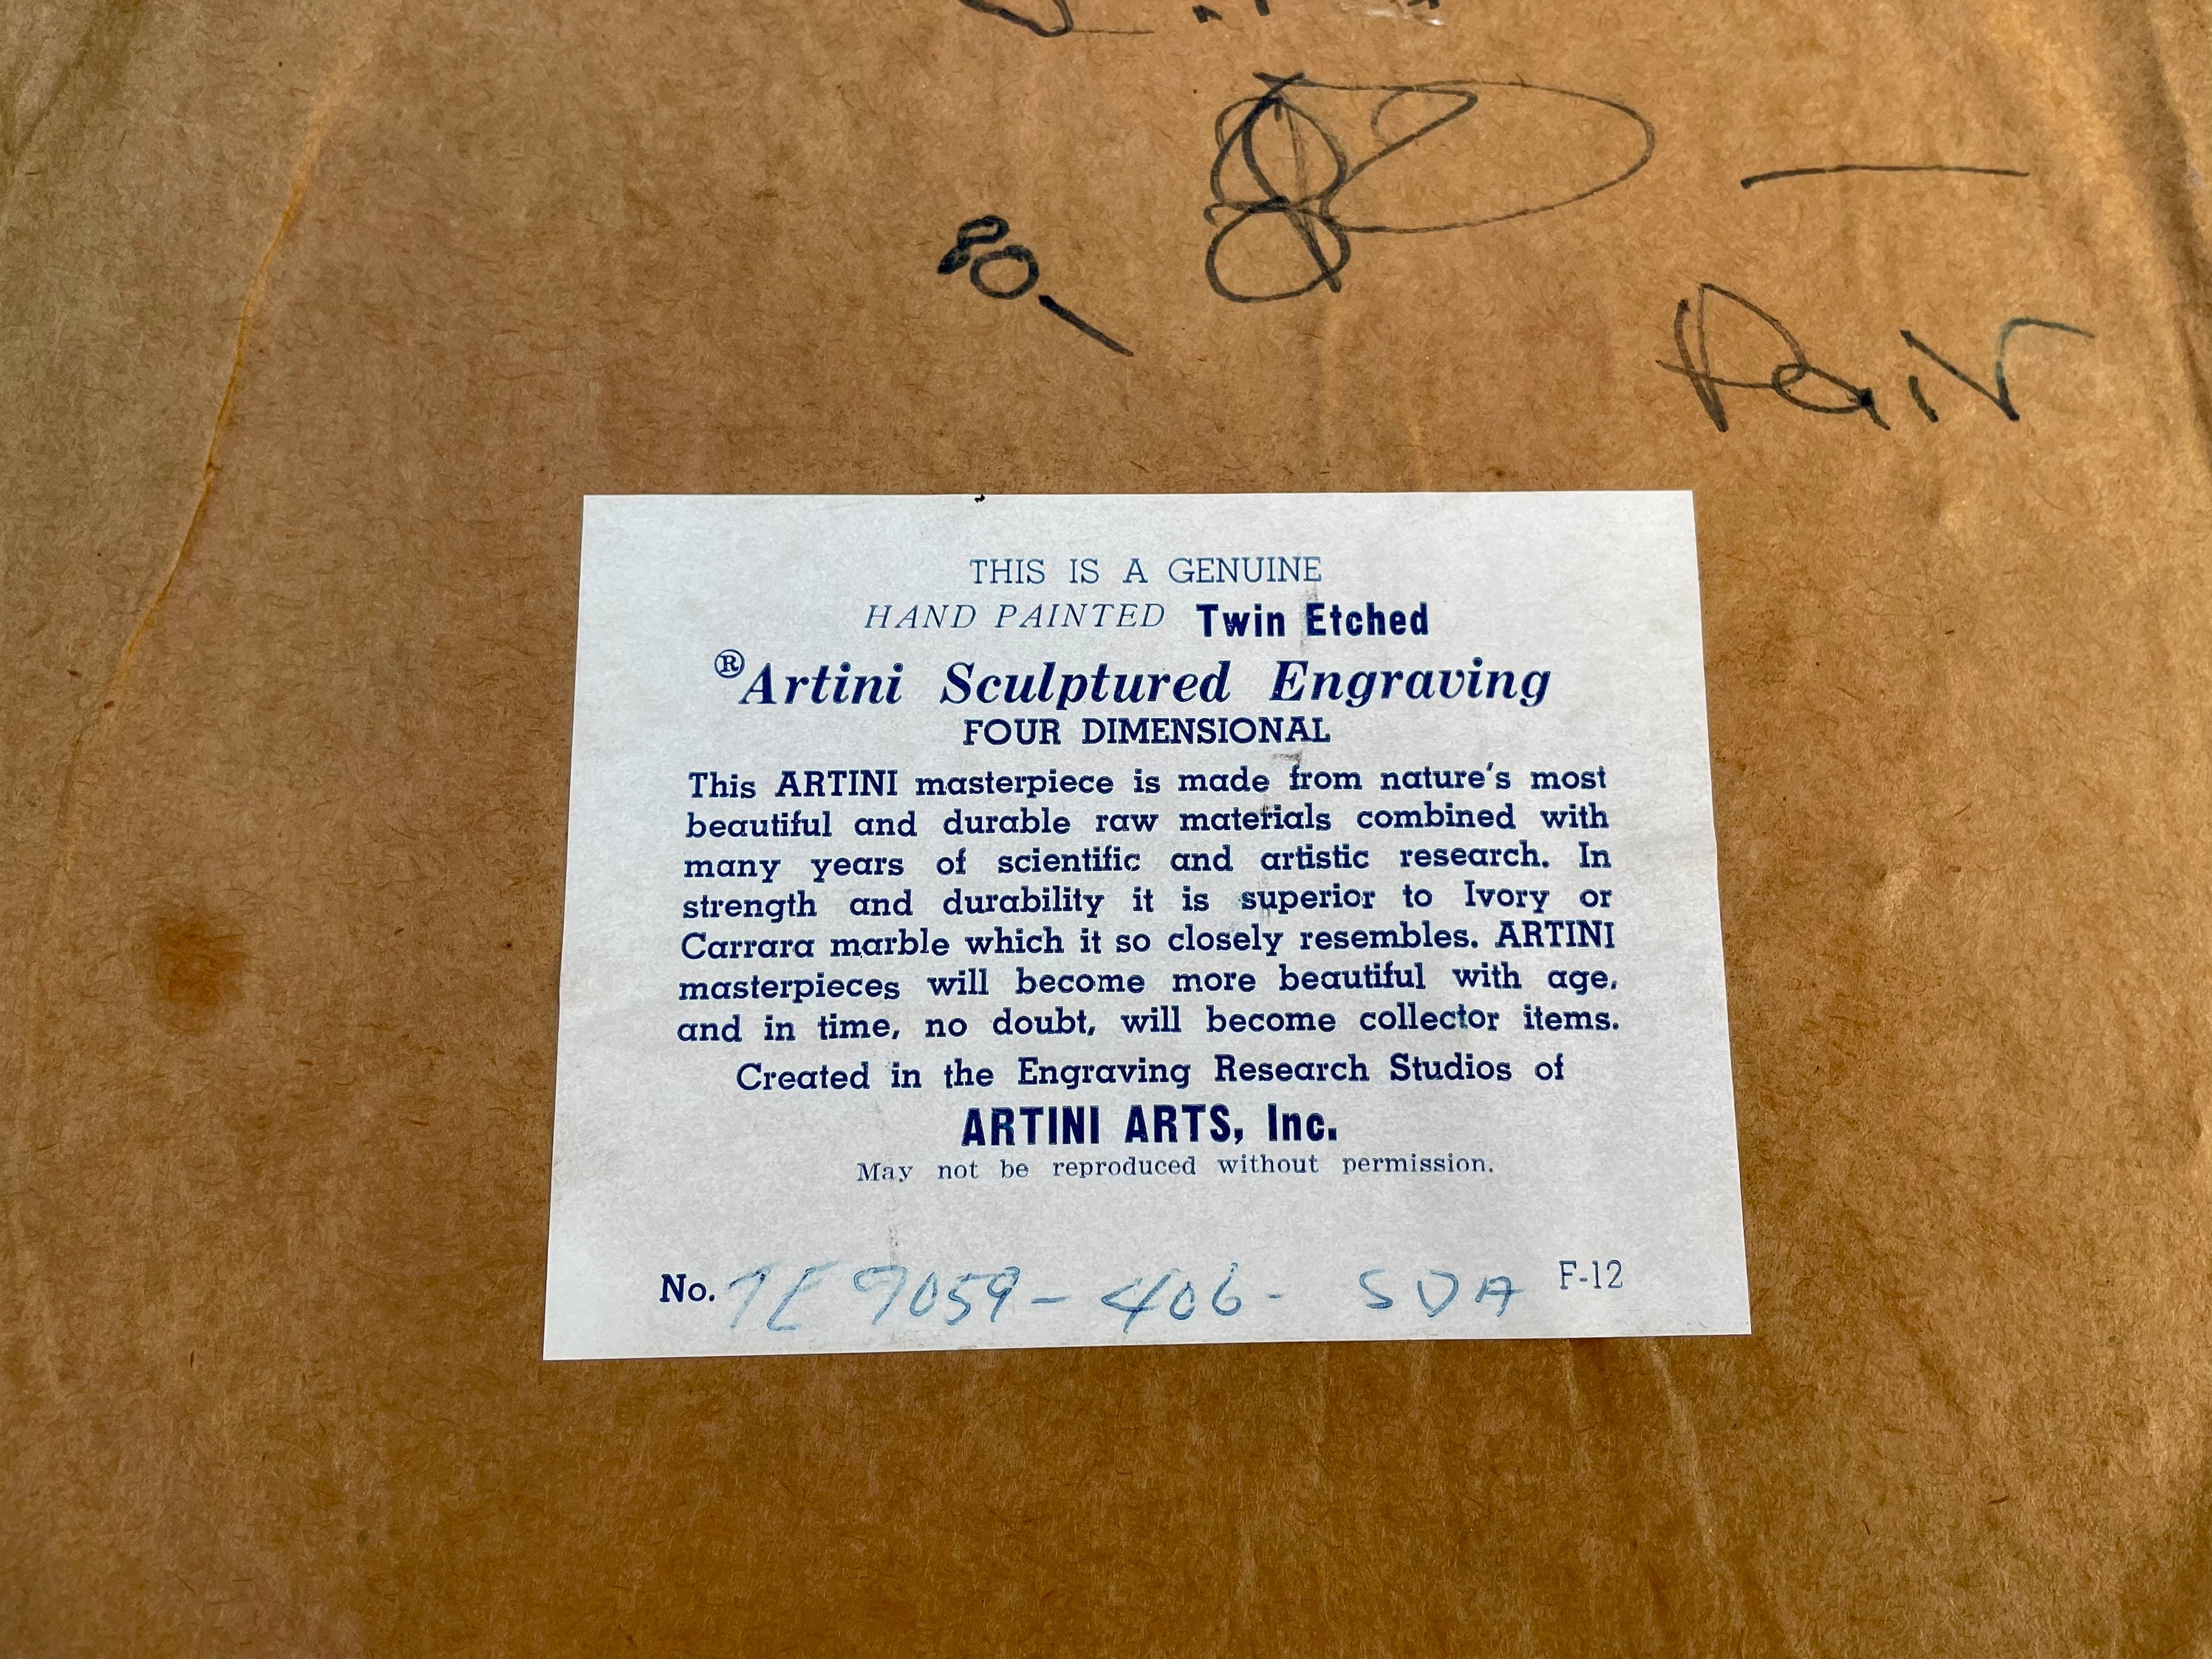 80
Pair
THIS IS A GENUINE
HAND PAINTED Twin Etched
®Artini Sculptured Engraving
FOUR DIMENSIONAL
This ARTINI masterpiece is made from nature's most
beautiful and durable raw materials combined with
many years of scientific and artistic research. In
strength and durability it is superior to Ivory or
Carrara marble which it so closely resembles. ARTINI
masterpieces will become more beautiful with age,
and in time, no doubt, will become collector items.
Created in the Engraving Research Studios of
ARTINI ARTS, Inc.
May not be reproduced without permission.
No. TE 9059 - 406 - SDA F-12